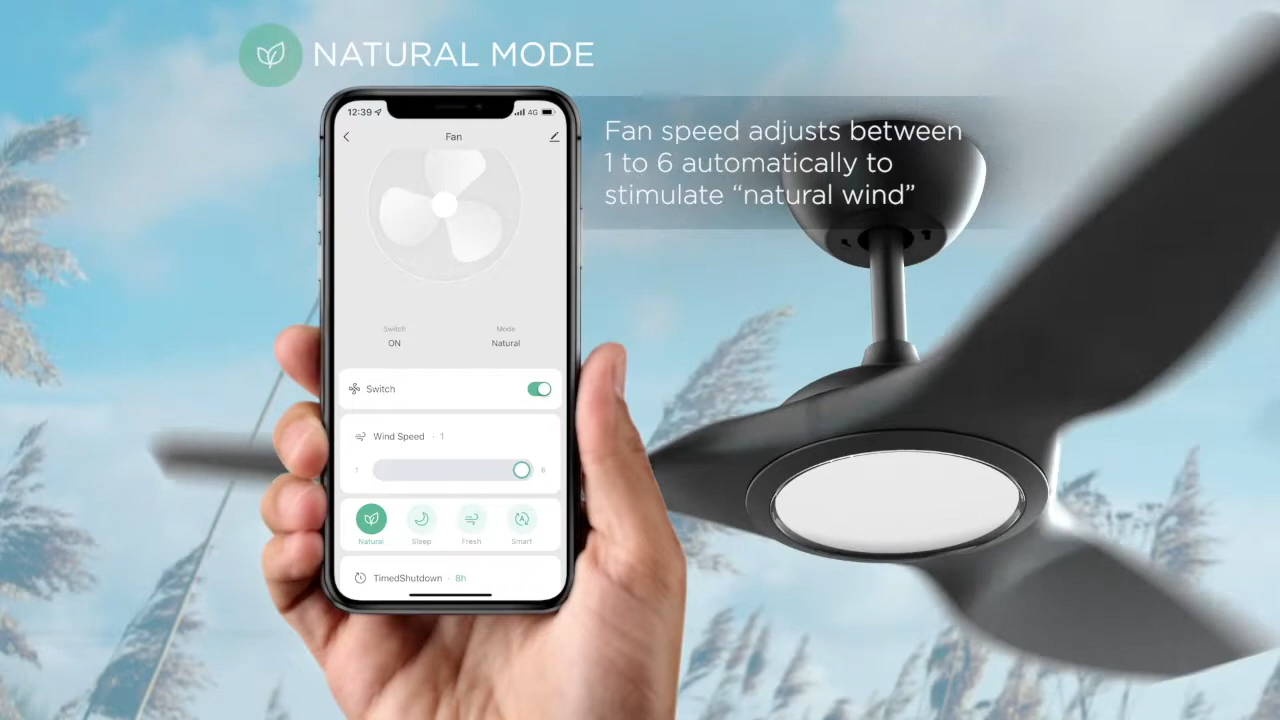 NATURAL MODE
12:39
4G
Fan
Fan speed adjusts between
1 to 6 automatically to
stimulate “natural wind”
Switch
Mode
ON
Natural
Switch
Wind Speed · 1
1
6
Natural
Sleep
Fresh
Smart
TimedShutdown · 8h